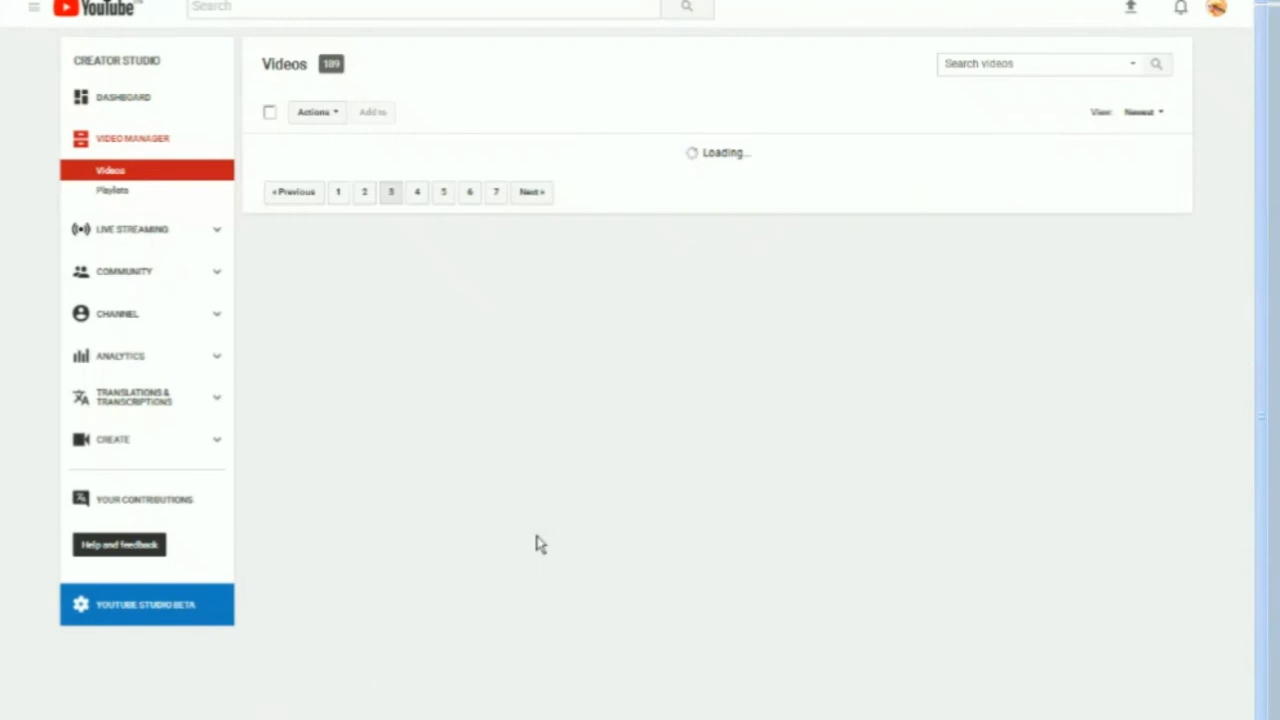 YouTube
Search
CREATOR STUDIO
DASHBOARD
VIDEO MANAGER
Videos
Playlists
LIVE STREAMING
COMMUNITY
CHANNEL
ANALYTICS
TRANSLATIONS &
TRANSCRIPTIONS
CREATE
YOUR CONTRIBUTIONS
Help and feedback
YOUTUBE STUDIO BETA
Videos 189
Search videos
Actions Add to
View: Newest
Loading...
« Previous 1 2 3 4 5 6 7 Next »